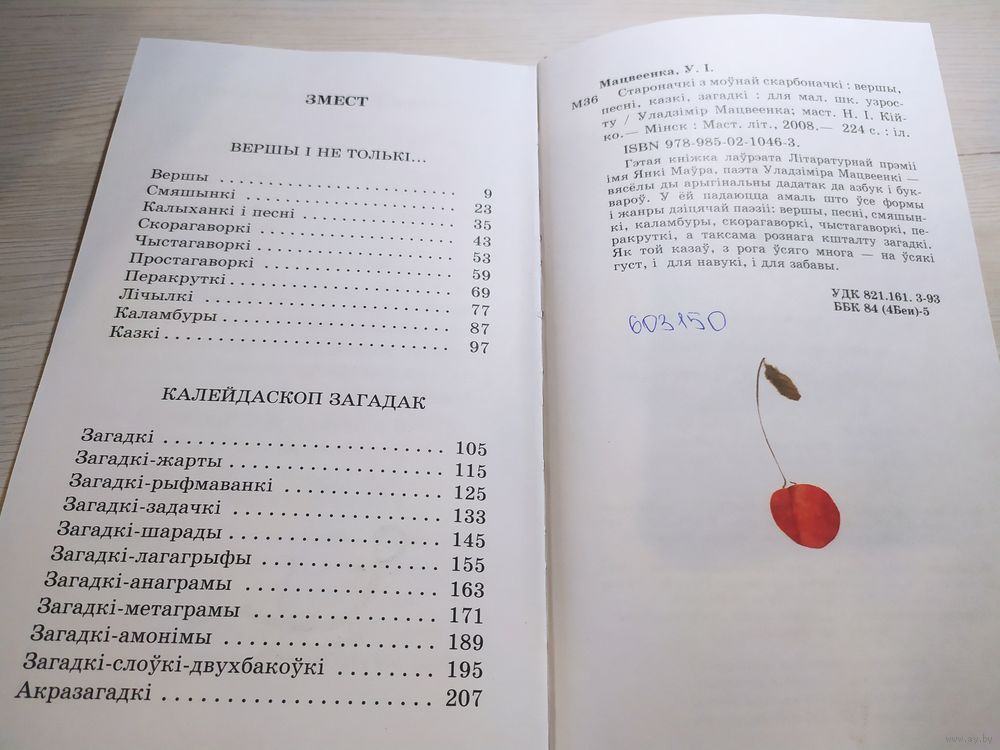 ЗМЕСТ
ВЕРШЫ І НЕ ТОЛЬКІ...
Вершы . . . . . . . . . . . . . . . . . . . . . . . . 9
Смяшынкі . . . . . . . . . . . . . . . . . . . . . 23
Калыханкі і песні . . . . . . . . . . . . . . . 35
Скорагаворкі . . . . . . . . . . . . . . . . . . . 43
Чыстагаворкі . . . . . . . . . . . . . . . . . . . 53
Простагаворкі . . . . . . . . . . . . . . . . . . 59
Перакруткі . . . . . . . . . . . . . . . . . . . . . 69
Лічылкі . . . . . . . . . . . . . . . . . . . . . . . 77
Каламбуры . . . . . . . . . . . . . . . . . . . . . 87
Казкі . . . . . . . . . . . . . . . . . . . . . . . . . 97
КАЛЕЙДАСКОП ЗАГАДАК
Загадкі . . . . . . . . . . . . . . . . . . . . . . . 105
Загадкі-жарты . . . . . . . . . . . . . . . . . 115
Загадкі-рыфмаванкі . . . . . . . . . . . . . 125
Загадкі-задачкі . . . . . . . . . . . . . . . . . 133
Загадкі-шарады . . . . . . . . . . . . . . . . . 145
Загадкі-лагагрыфы . . . . . . . . . . . . . . 155
Загадкі-анаграмы . . . . . . . . . . . . . . . 163
Загадкі-метаграмы . . . . . . . . . . . . . . 171
Загадкі-амонімы . . . . . . . . . . . . . . . . 189
Загадкі-слоўкі-двухбакоўкі . . . . . . . . 195
Акразагадкі . . . . . . . . . . . . . . . . . . . . 207
Мацвеенка, У. І.
М36 Староначкі з моўнай скарбоначкі : вершы,
песні, казкі, загадкі : для мал. шк. узрос-
ту / Уладзімір Мацвеенка; маст. Н. І. Кій-
ко.— Мінск : Маст. літ., 2008.— 224 с. : іл.
ISBN 978-985-02-1046-3.
Гэтая кніжка лаўрэата Літаратурнай прэміі
імя Янкі Маўра, паэта Уладзіміра Мацвеенкі —
вясёлы ды арыгінальны дадатак да азбук і бук-
вароў. У ёй падаюцца амаль што ўсе формы
і жанры дзіцячай паэзіі: вершы, песні, смяшын-
кі, каламбуры, скорагаворкі, чыстагаворкі, пе-
ракруткі, а таксама рознага кшталту загадкі.
Як той казаў, з рога ўсяго многа — на ўсякі
густ, і для навукі, і для забавы.
УДК 821.161. 3-93
ББК 84 (4Беи)-5
603150
www.ay.by